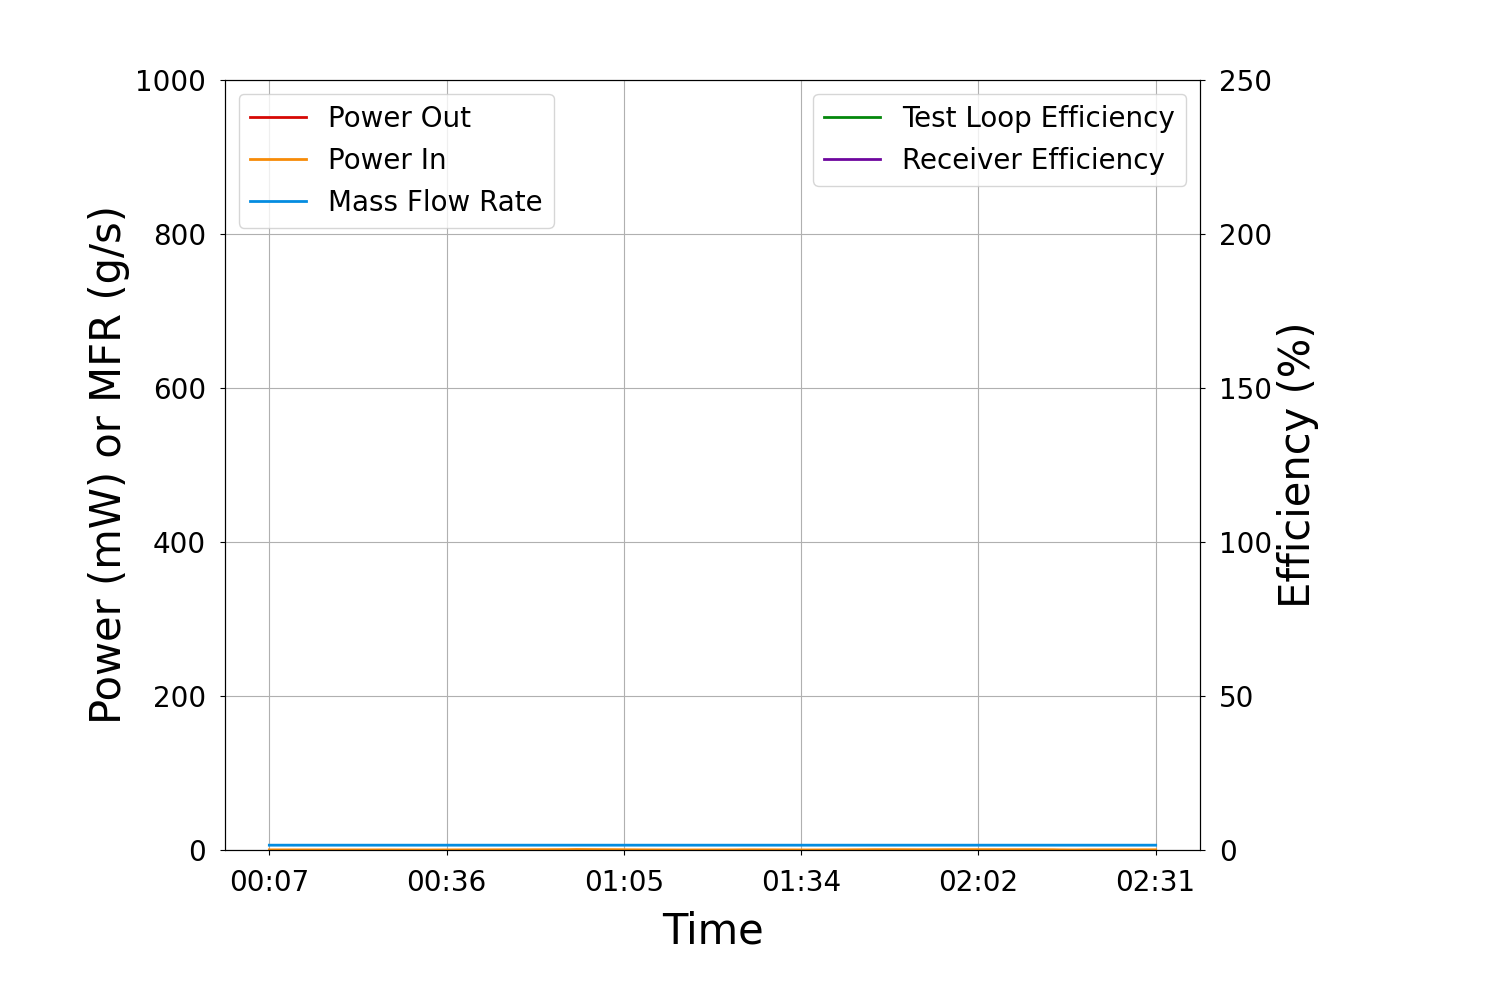 1000
800
600
400
200
0
Power (mW) or MFR (g/s)
Power Out
Power In
Mass Flow Rate
Test Loop Efficiency
Receiver Efficiency
250
200
150
100
50
0
Efficiency (%)
00:07 00:36 01:05 01:34 02:02 02:31
Time